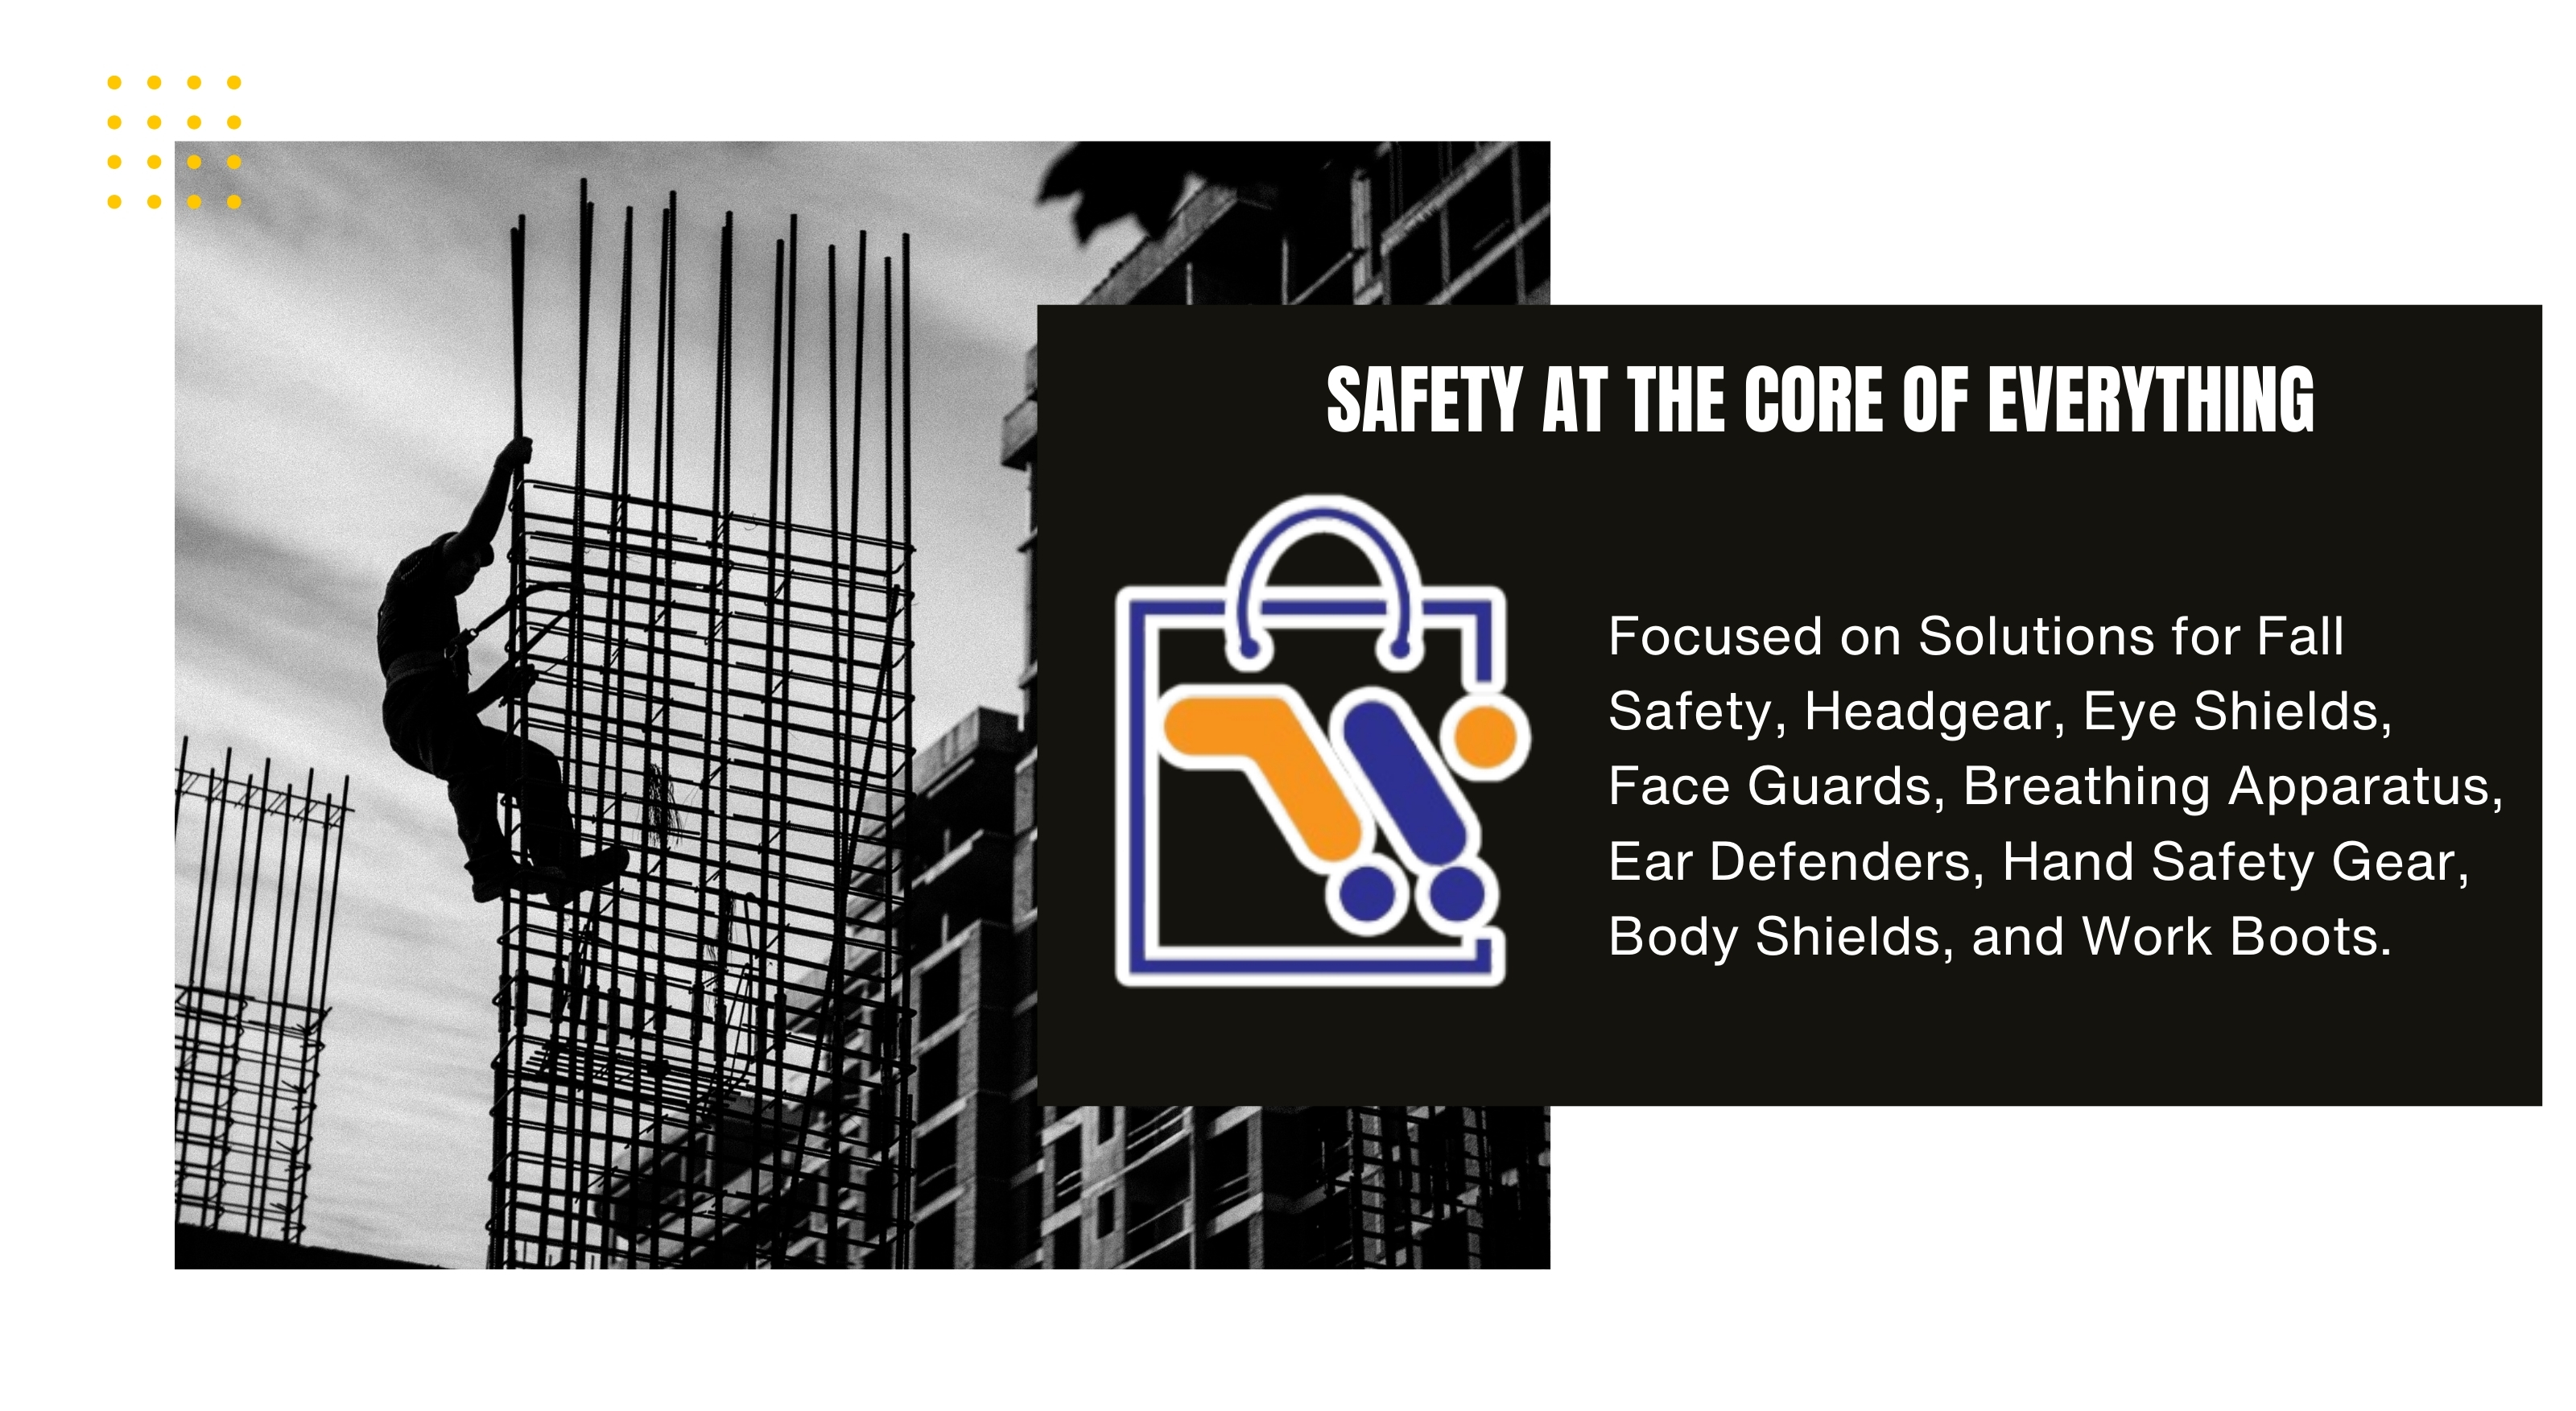 SAFETY AT THE CORE OF EVERYTHING
Focused on Solutions for Fall
Safety, Headgear, Eye Shields,
Face Guards, Breathing Apparatus,
Ear Defenders, Hand Safety Gear,
Body Shields, and Work Boots.